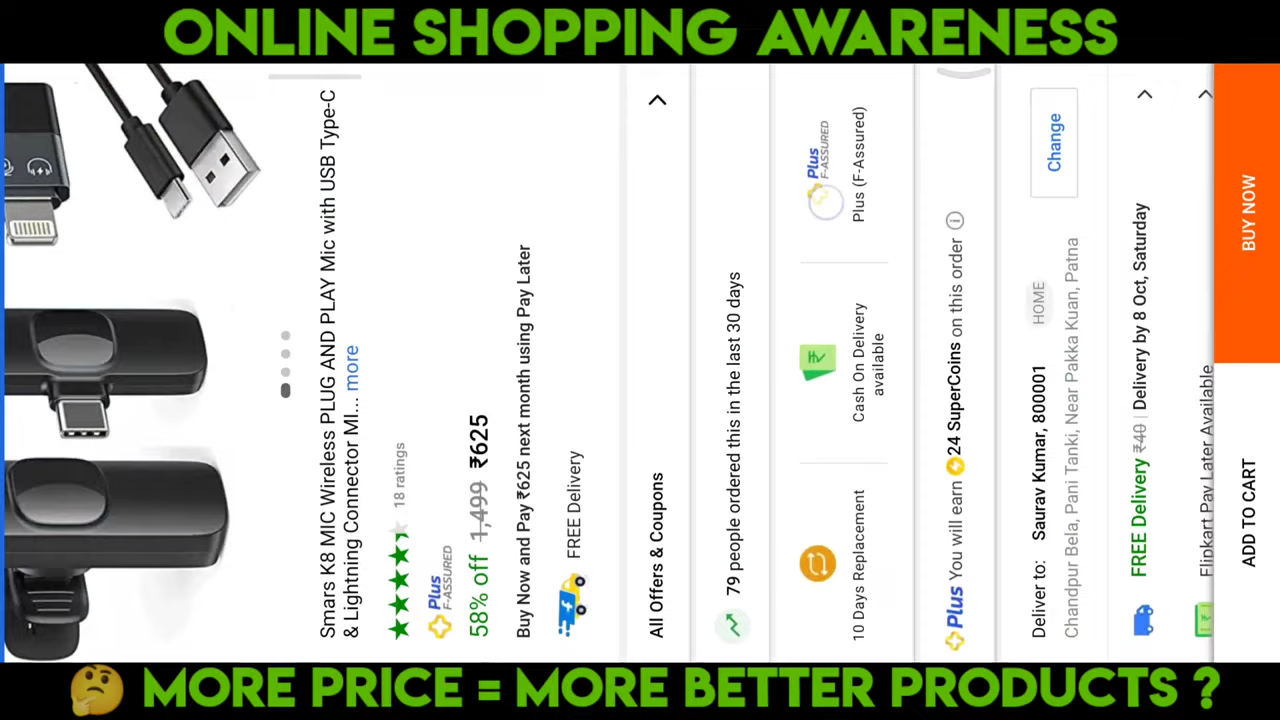 ONLINE SHOPPING AWARENESS
Smars K8 MIC Wireless PLUG AND PLAY Mic with USB Type-C
& Lightning Connector MI... more
18 ratings
Plus
F-ASSURED
58% off 1,499 ₹625
Buy Now and Pay ₹625 next month using Pay Later
FREE Delivery
All Offers & Coupons
79 people ordered this in the last 30 days
10 Days Replacement
Cash On Delivery
available
Plus
F-ASSURED
Plus (F-Assured)
Plus You will earn 24 SuperCoins on this order
Deliver to: Saurav Kumar, 800001 HOME
Chandpur Bela, Pani Tanki, Near Pakka Kuan, Patna
Change
FREE Delivery ₹40 | Delivery by 8 Oct, Saturday
Flipkart Pay Later Available
ADD TO CART
BUY NOW
🤔 MORE PRICE = MORE BETTER PRODUCTS ?